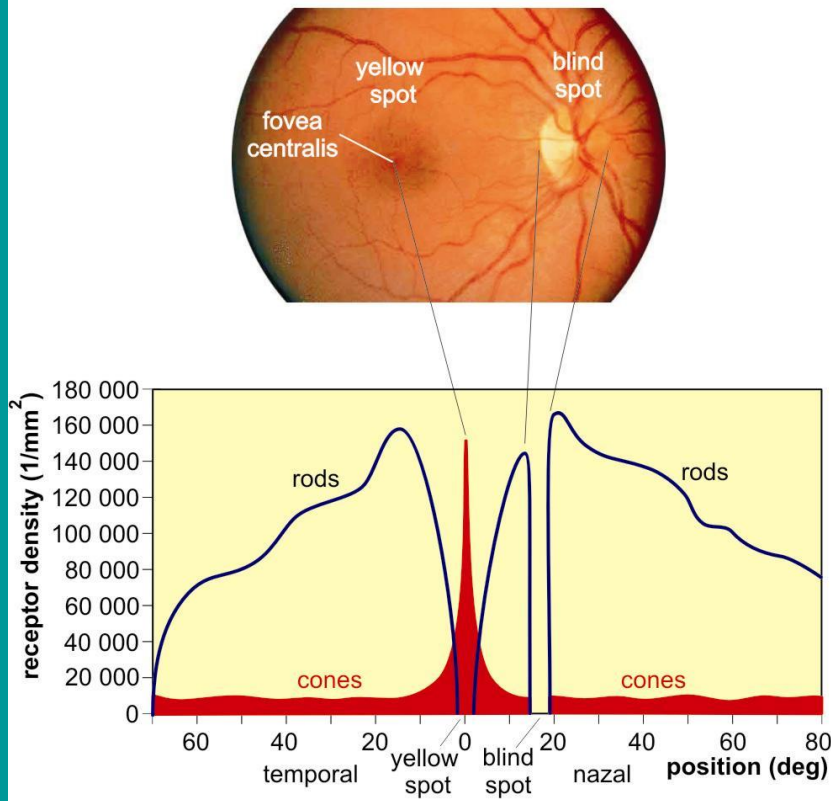 yellow
spot
blind
spot
fovea
centralis
receptor density (1/mm²)
180 000
160 000
140 000
120 000
100 000
80 000
60 000
40 000
20 000
0
rods
rods
cones
cones
60
40
20
0
20
40
60
80
temporal
yellow
spot
blind
spot
nazal
position (deg)